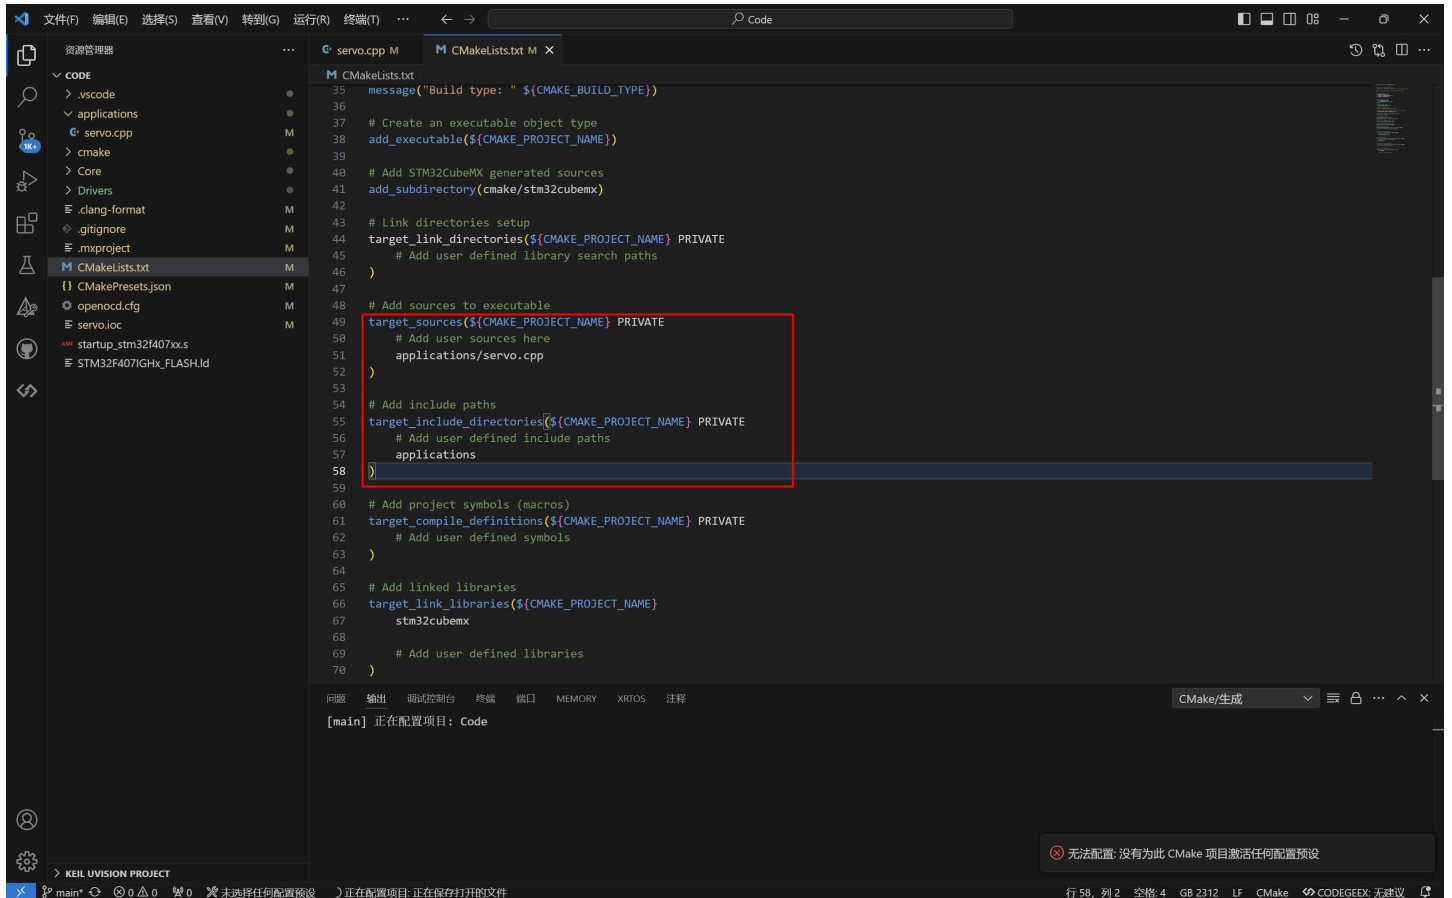 文件(F) 编辑(E) 选择(S) 查看(V) 转到(G) 运行(R) 终端(T) ··· Code
资源管理器 ···
servo.cpp M
CMakeLists.txt M
CODE
.vscode
applications
servo.cpp M
cmake
Core
Drivers
.clang-format M
.gitignore M
.mxproject M
CMakeLists.txt M
CMakePresets.json M
openocd.cfg M
servo.ioc M
startup_stm32f407xx.s
STM32F407IGHx_FLASH.ld
1K+
KEIL UVISION PROJECT
CMakeLists.txt
35 message("Build type: " ${CMAKE_BUILD_TYPE})
36
37 # Create an executable object type
38 add_executable(${CMAKE_PROJECT_NAME})
39
40 # Add STM32CubeMX generated sources
41 add_subdirectory(cmake/stm32cubemx)
42
43 # Link directories setup
44 target_link_directories(${CMAKE_PROJECT_NAME} PRIVATE
45     # Add user defined library search paths
46 )
47
48 # Add sources to executable
49 target_sources(${CMAKE_PROJECT_NAME} PRIVATE
50     # Add user sources here
51     applications/servo.cpp
52 )
53
54 # Add include paths
55 target_include_directories(${CMAKE_PROJECT_NAME} PRIVATE
56     # Add user defined include paths
57     applications
58 )
59
60 # Add project symbols (macros)
61 target_compile_definitions(${CMAKE_PROJECT_NAME} PRIVATE
62     # Add user defined symbols
63 )
64
65 # Add linked libraries
66 target_link_libraries(${CMAKE_PROJECT_NAME}
67     stm32cubemx
68
69     # Add user defined libraries
70 )
问题 输出 调试控制台 终端 端口 MEMORY XRTOS 注释 CMake/生成
[main] 正在配置项目: Code
无法配置: 没有为此 CMake 项目激活任何配置预设
main* 0 0 0 未选择任何配置预设 正在配置项目: 正在保存打开的文件 行 58, 列 2 空格: 4 GB 2312 LF CMake CODEGEEX: 无建议